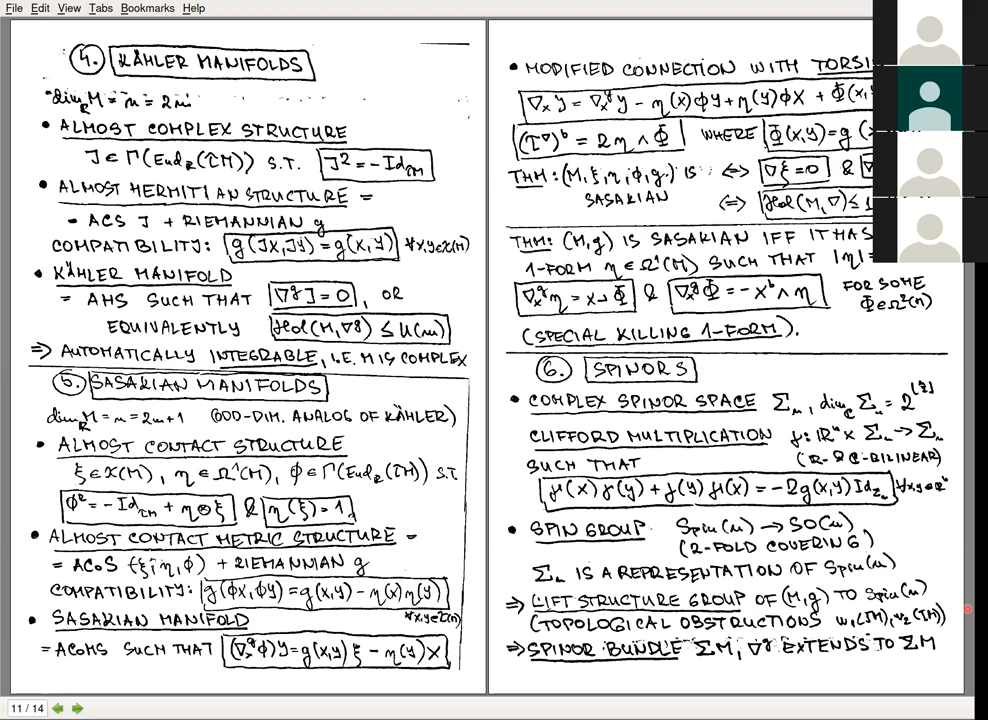 File Edit View Tabs Bookmarks Help
4. KÄHLER MANIFOLDS
dim_ℝ M = n = 2m
• ALMOST COMPLEX STRUCTURE
J ∈ Γ(End_ℝ(TM)) S.T. J² = -Id_TM
• ALMOST HERMITIAN STRUCTURE =
- ACS J + RIEMANNIAN g
COMPATIBILITY: g(JX,JY) = g(X,Y) ∀X,Y∈𝔛(M)
• KÄHLER MANIFOLD
= AHS SUCH THAT ∇^g J = 0, OR
EQUIVALENTLY Hol(M,∇^g) ≤ U(m)
⇒ AUTOMATICALLY INTEGRABLE, I.E. M IS COMPLEX
5. SASAKIAN MANIFOLDS
dim_ℝ M = n = 2m+1 (ODD-DIM. ANALOG OF KÄHLER)
• ALMOST CONTACT STRUCTURE
ξ ∈ 𝔛(M), η ∈ Ω¹(M), ϕ ∈ Γ(End_ℝ(TM)) S.T.
ϕ² = -Id_TM + η⊗ξ & η(ξ) = 1
• ALMOST CONTACT METRIC STRUCTURE =
= ACoS (ξ,η,ϕ) + RIEMANNIAN g
COMPATIBILITY: g(ϕX,ϕY) = g(X,Y) - η(X)η(Y)
∀X,Y∈𝔛(M)
• SASAKIAN MANIFOLD
= ACoMS SUCH THAT (∇^g_X ϕ)Y = g(X,Y)ξ - η(Y)X
• MODIFIED CONNECTION WITH TORSI
∇_X Y = ∇^g_X Y - η(X)ϕY + η(Y)ϕX + Φ(X,Y
(T^∇)^b = 2η ∧ Φ WHERE Φ(X,Y) = g(
THM: (M,ξ,η,ϕ,g) IS ⇔ ∇ξ=0 &
SASAKIAN ⇔ Hol(M,∇) ≤
THM: (M,g) IS SASAKIAN IFF IT HAS
1-FORM η ∈ Ω¹(M) SUCH THAT |η| =
∇^g_X η = X⌟Φ & ∇^g_X Φ = -X^b ∧ η FOR SOME
Φ∈Ω²(M)
(SPECIAL KILLING 1-FORM).
6. SPINORS
• COMPLEX SPINOR SPACE Σ_n, dim_ℂ Σ_n = 2^[n/2]
CLIFFORD MULTIPLICATION γ: ℝⁿ × Σ_n → Σ_n
SUCH THAT (ℝ-&ℂ-BILINEAR)
γ(X)γ(Y) + γ(Y)γ(X) = -2g(X,Y)Id_Σn ∀X,Y∈ℝⁿ
• SPIN GROUP Spin(n) → SO(n)
(2-FOLD COVERING)
Σ_n IS A REPRESENTATION OF Spin(n)
⇒ LIFT STRUCTURE GROUP OF (M,g) TO Spin(n)
(TOPOLOGICAL OBSTRUCTIONS w₁(TM), w₂(TM))
⇒ SPINOR BUNDLE ΣM, ∇^g EXTENDS TO ΣM
11 / 14